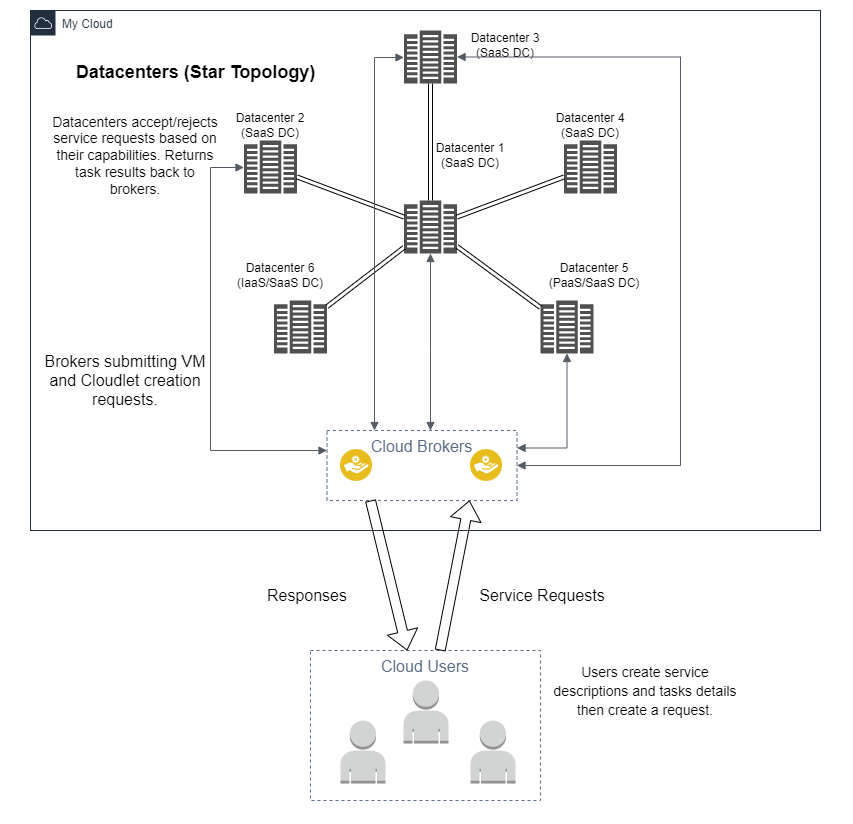 My Cloud
Datacenters (Star Topology)
Datacenter 3
(SaaS DC)
Datacenters accept/rejects
service requests based on
their capabilities. Returns
task results back to
brokers.
Datacenter 2
(SaaS DC)
Datacenter 4
(SaaS DC)
Datacenter 1
(SaaS DC)
Datacenter 6
(IaaS/SaaS DC)
Datacenter 5
(PaaS/SaaS DC)
Brokers submitting VM
and Cloudlet creation
requests.
Cloud Brokers
Responses
Service Requests
Cloud Users
Users create service
descriptions and tasks details
then create a request.